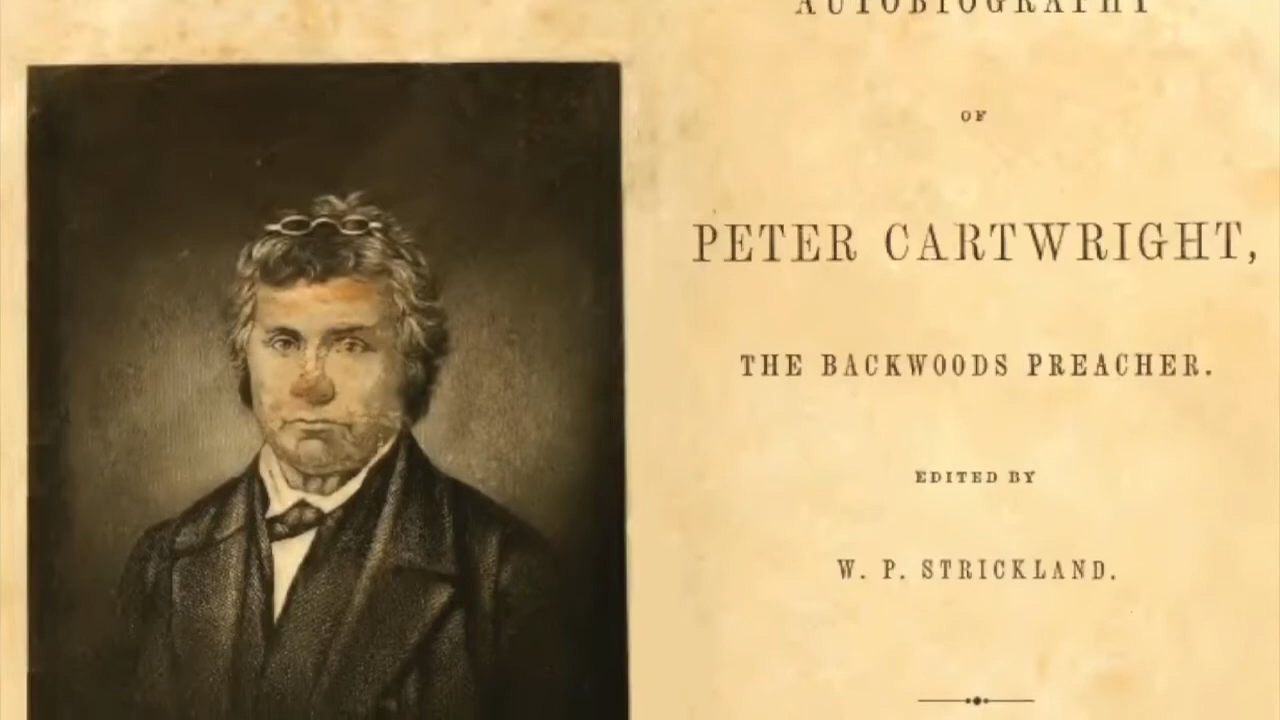 AUTOBIOGRAPHY
OF
PETER CARTWRIGHT,
THE BACKWOODS PREACHER.
EDITED BY
W. P. STRICKLAND.